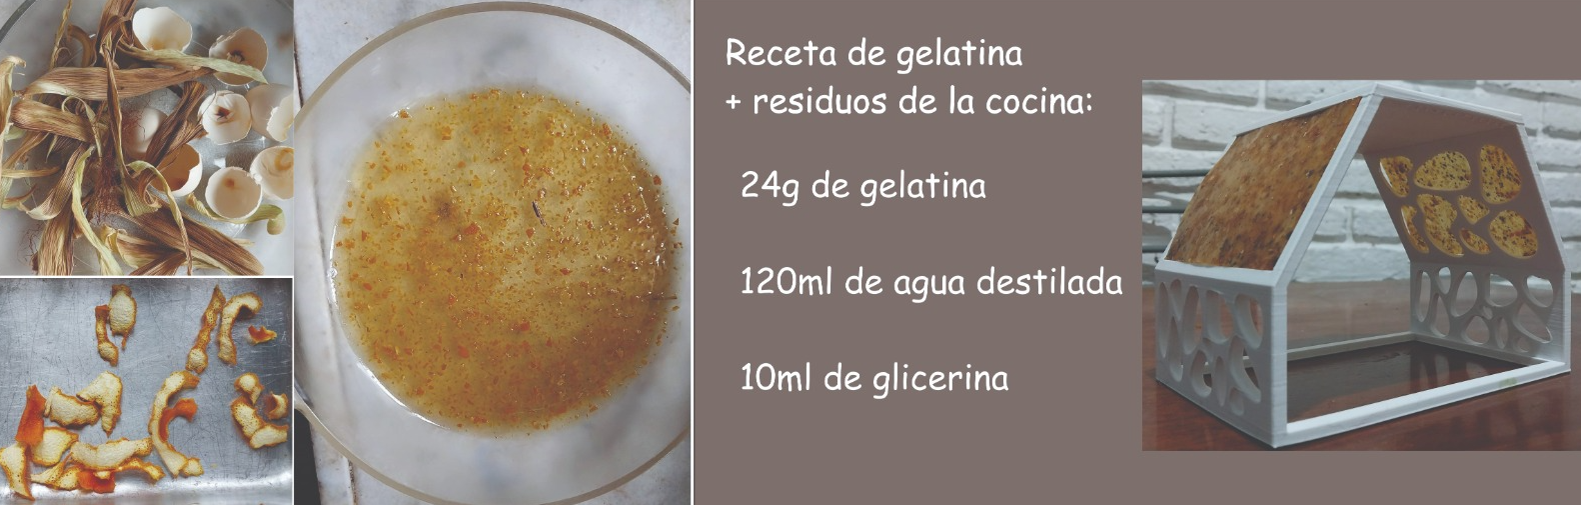 Receta de gelatina
+ residuos de la cocina:
24g de gelatina
120ml de agua destilada
10ml de glicerina